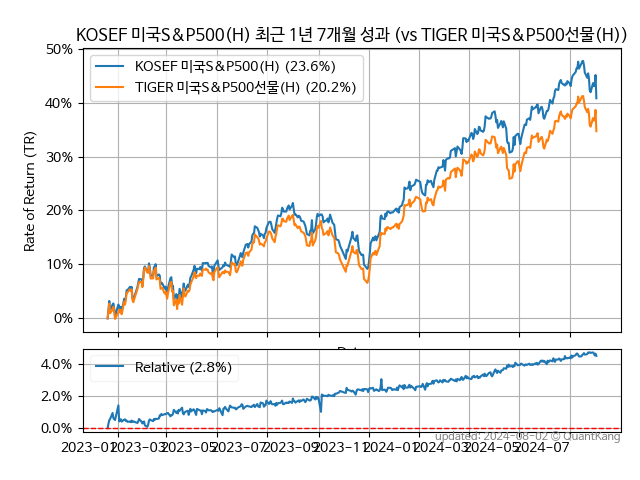 KOSEF 미국S&P500(H) 최근 1년 7개월 성과 (vs TIGER 미국S&P500선물(H))
KOSEF 미국S&P500(H) (23.6%)
TIGER 미국S&P500선물(H) (20.2%)
Rate of Return (TR)
50%
40%
30%
20%
10%
0%
Relative (2.8%)
4.0%
2.0%
0.0%
updated: 2024-08-02 © QuantKang
2023-01 2023-03 2023-05 2023-07 2023-09 2023-11 2024-01 2024-03 2024-05 2024-07